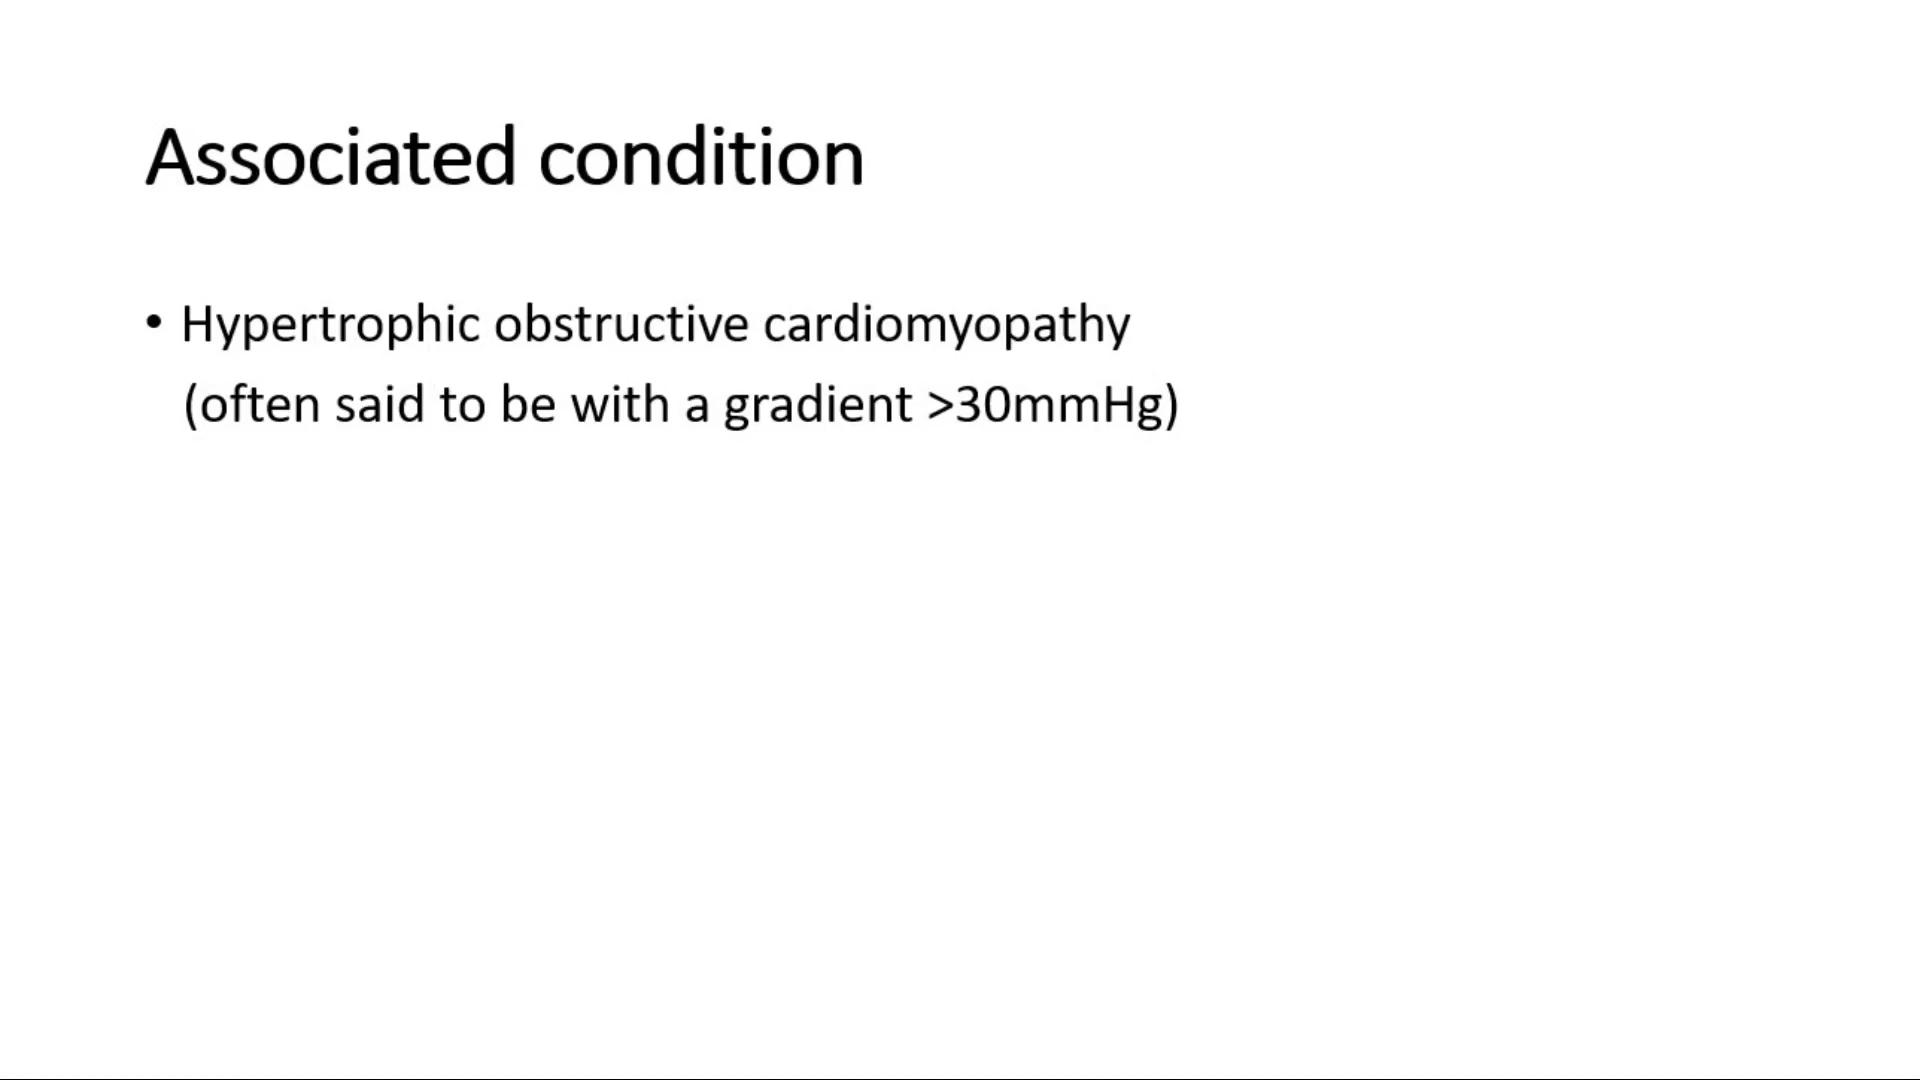 Associated condition
• Hypertrophic obstructive cardiomyopathy
(often said to be with a gradient >30mmHg)